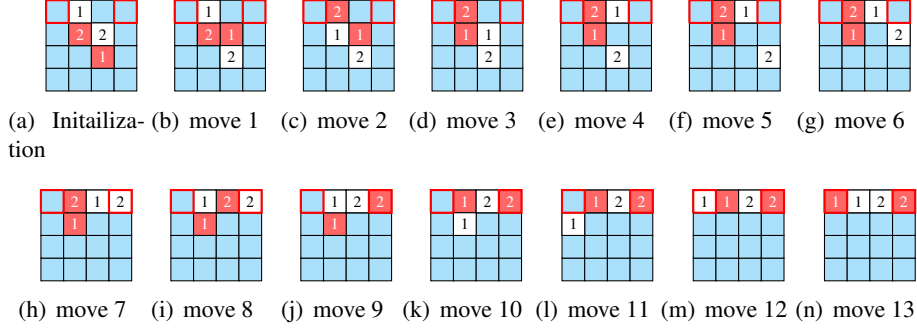 1 1 2 2 2 1 2 1 2 1
2 2 2 1 1 1 1 1 1 1 1 2
1 2 2 2 2 2
(a) Initailiza- (b) move 1 (c) move 2 (d) move 3 (e) move 4 (f) move 5 (g) move 6
tion
2 1 2 1 2 2 1 2 2 1 2 2 1 2 2 1 1 2 2 1 1 2 2
1 1 1 1 1
(h) move 7 (i) move 8 (j) move 9 (k) move 10 (l) move 11 (m) move 12 (n) move 13